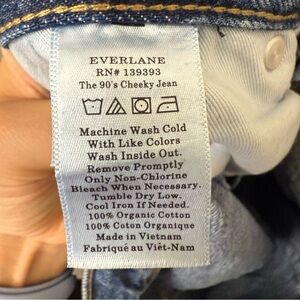 EVERLANE
RN# 139393
The 90's Cheeky Jean
Machine Wash Cold
With Like Colors
Wash Inside Out.
Remove Promptly
Only Non-Chlorine
Bleach When Necessary.
Tumble Dry Low.
Cool Iron If Needed.
100% Organic Cotton
100% Coton Organique
Made in Vietnam
Fabriqué au Viêt-Nam